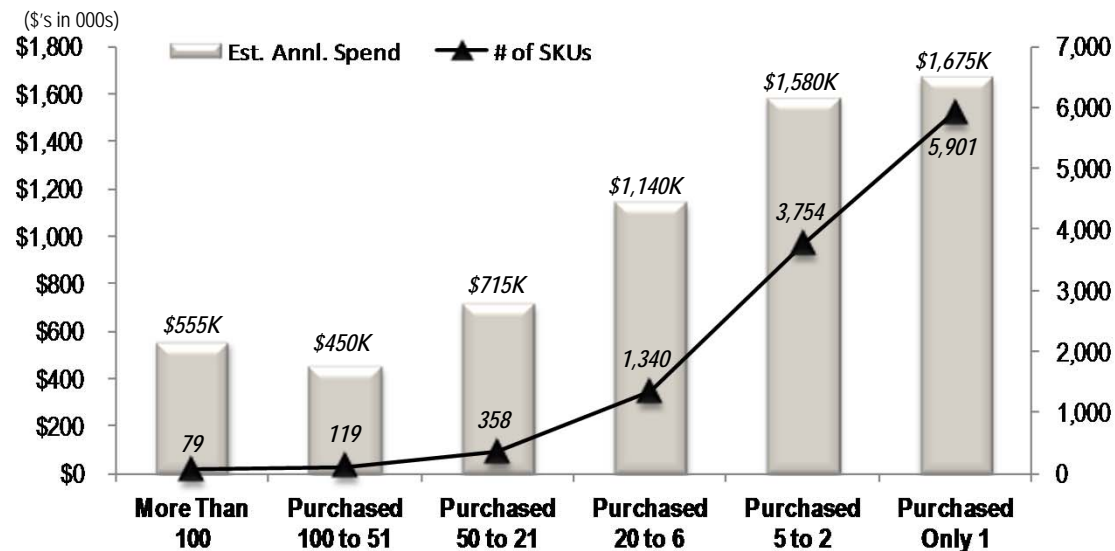 ($'s in 000s)
Est. Annl. Spend # of SKUs
$1,800
$1,600
$1,400
$1,200
$1,000
$800
$600
$400
$200
$0
7,000
6,000
5,000
4,000
3,000
2,000
1,000
0
$555K
$450K
$715K
$1,140K
$1,580K
$1,675K
79
119
358
1,340
3,754
5,901
More Than
100
Purchased
100 to 51
Purchased
50 to 21
Purchased
20 to 6
Purchased
5 to 2
Purchased
Only 1